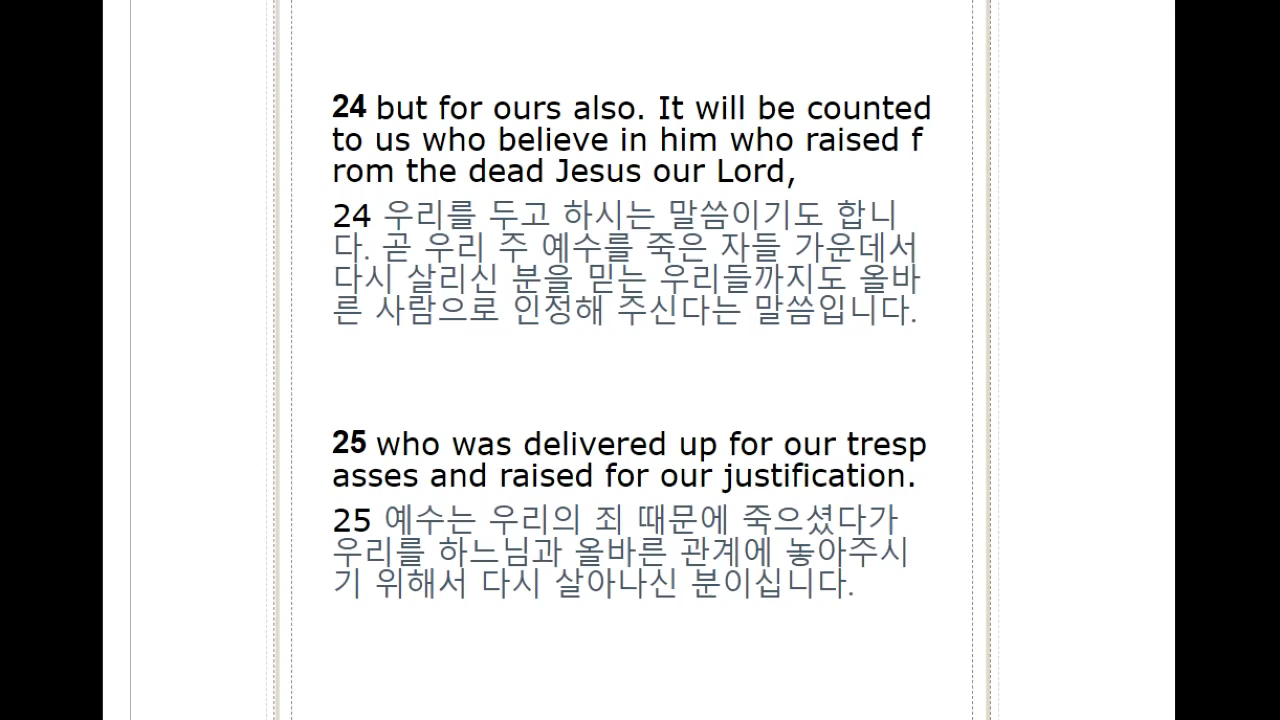 24 but for ours also. It will be counted
to us who believe in him who raised f
rom the dead Jesus our Lord,
24 우리를 두고 하시는 말씀이기도 합니
다. 곧 우리 주 예수를 죽은 자들 가운데서
다시 살리신 분을 믿는 우리들까지도 올바
른 사람으로 인정해 주신다는 말씀입니다.
25 who was delivered up for our tresp
asses and raised for our justification.
25 예수는 우리의 죄 때문에 죽으셨다가
우리를 하느님과 올바른 관계에 놓아주시
기 위해서 다시 살아나신 분이십니다.